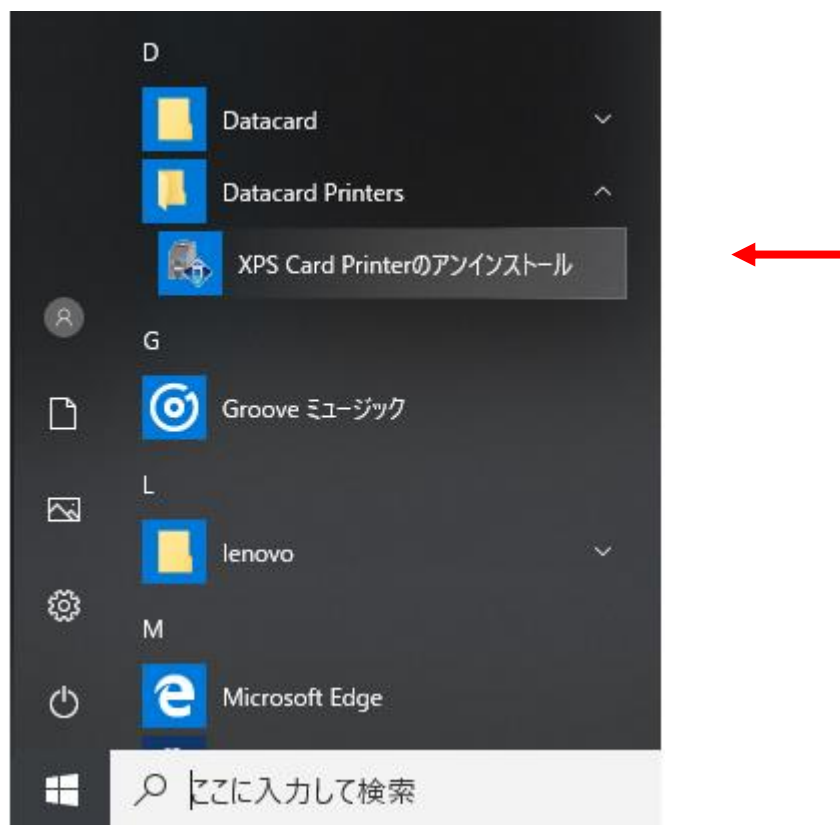 D
Datacard
Datacard Printers
XPS Card Printerのアンインストール
G
Groove ミュージック
L
lenovo
M
Microsoft Edge
ここに入力して検索